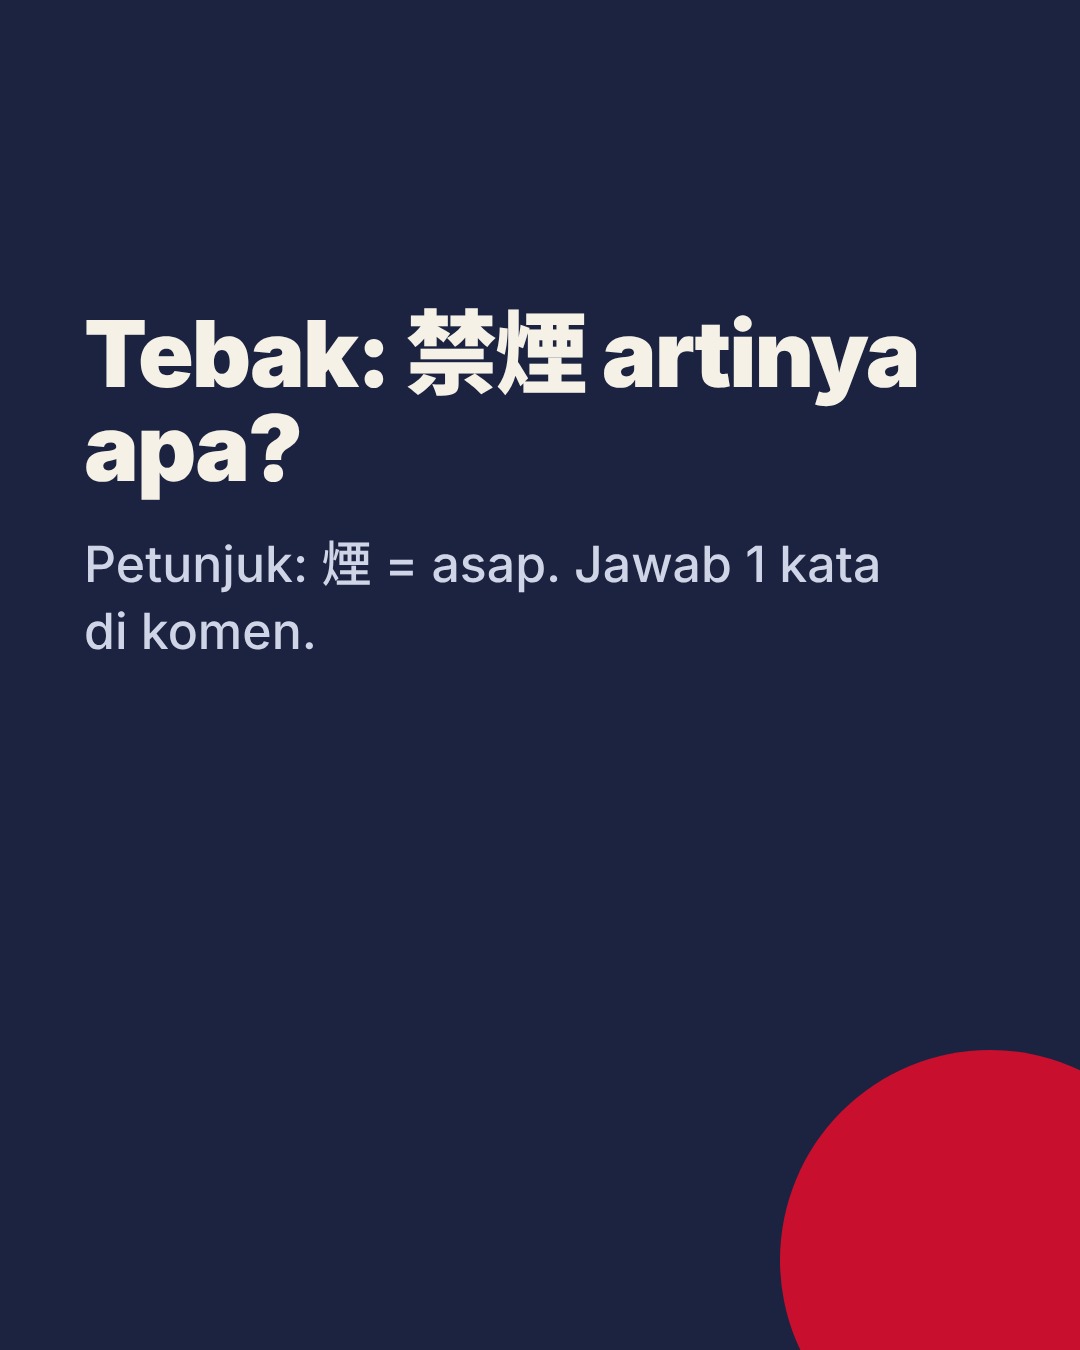 Tebak: 禁煙 artinya
apa?
Petunjuk: 煙 = asap. Jawab 1 kata
di komen.